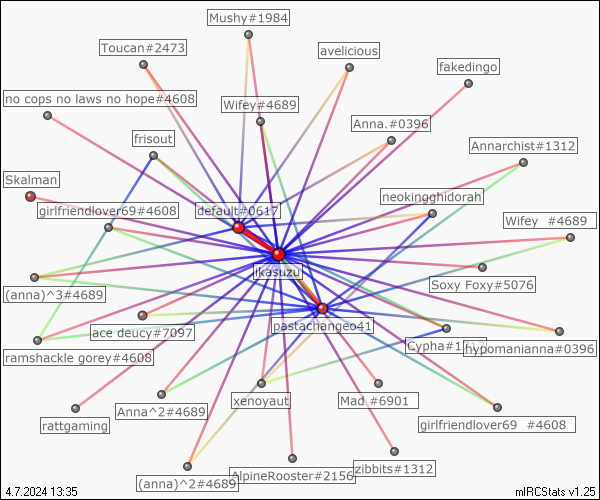 Mushy#1984
Toucan#2473
avelicious
fakedingo
no cops no laws no hope#4608
Wifey#4689
Anna.#0396
frisout
Annarchist#1312
Skalman
neokingghidorah
girlfriendlover69#4608
default#0617
Wifey #4689
ikasuzu
Soxy Foxy#5076
(anna)^3#4689
pastachangeo41
ace deucy#7097
Cypha#1
hypomanianna#0396
ramshackle gorey#4608
xenoyaut
Mad #6901
Anna^2#4689
rattgaming
girlfriendlover69 #4608
zibbits#1312
AlpineRooster#2156
(anna)^2#4689
4.7.2024 13:35
mIRCStats v1.25